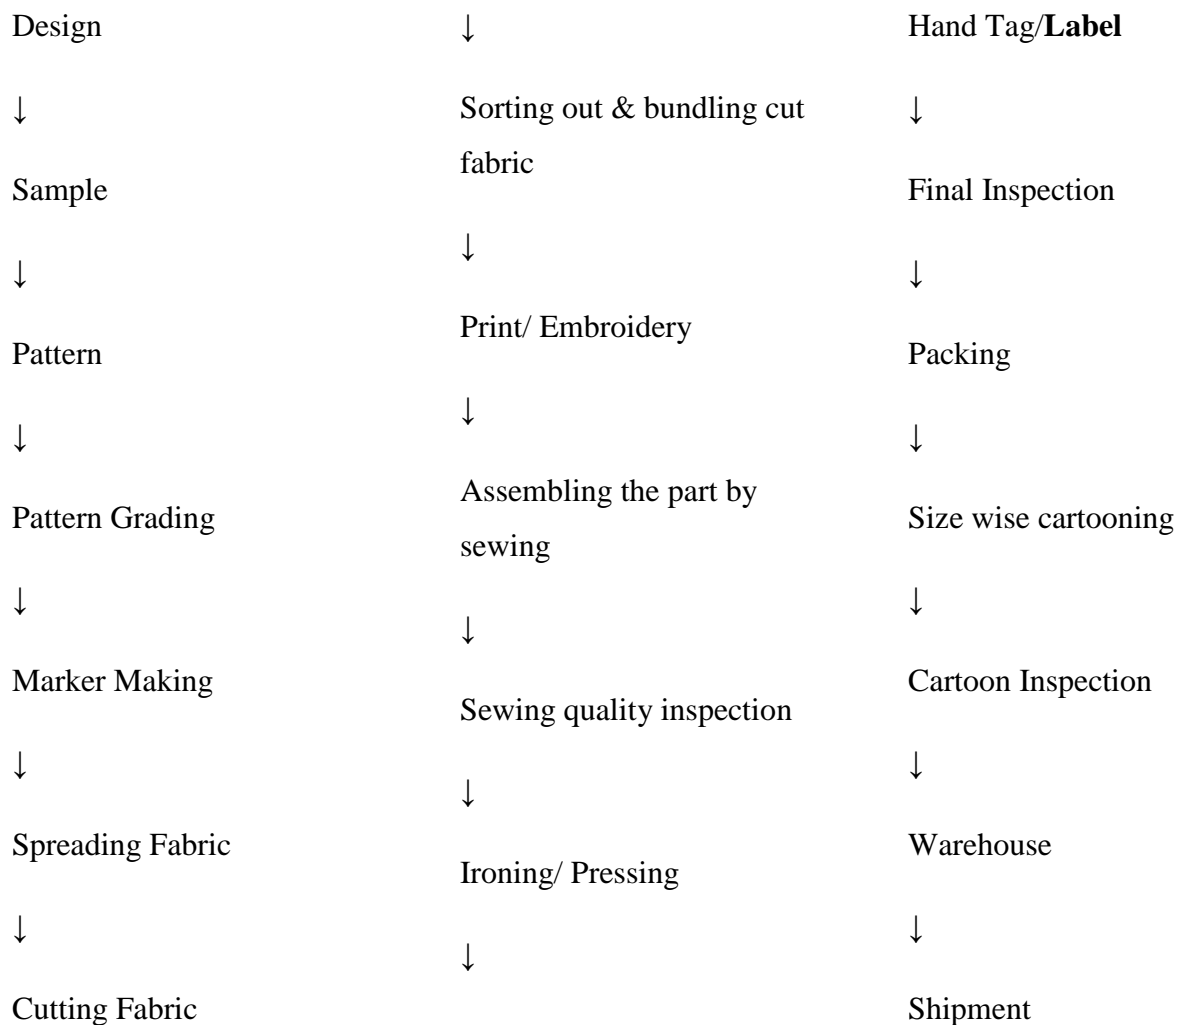 Design
↓
Sample
↓
Pattern
↓
Pattern Grading
↓
Marker Making
↓
Spreading Fabric
↓
Cutting Fabric
↓
Sorting out & bundling cut
fabric
↓
Print/ Embroidery
↓
Assembling the part by
sewing
↓
Sewing quality inspection
↓
Ironing/ Pressing
↓
Hand Tag/Label
↓
Final Inspection
↓
Packing
↓
Size wise cartooning
↓
Cartoon Inspection
↓
Warehouse
↓
Shipment